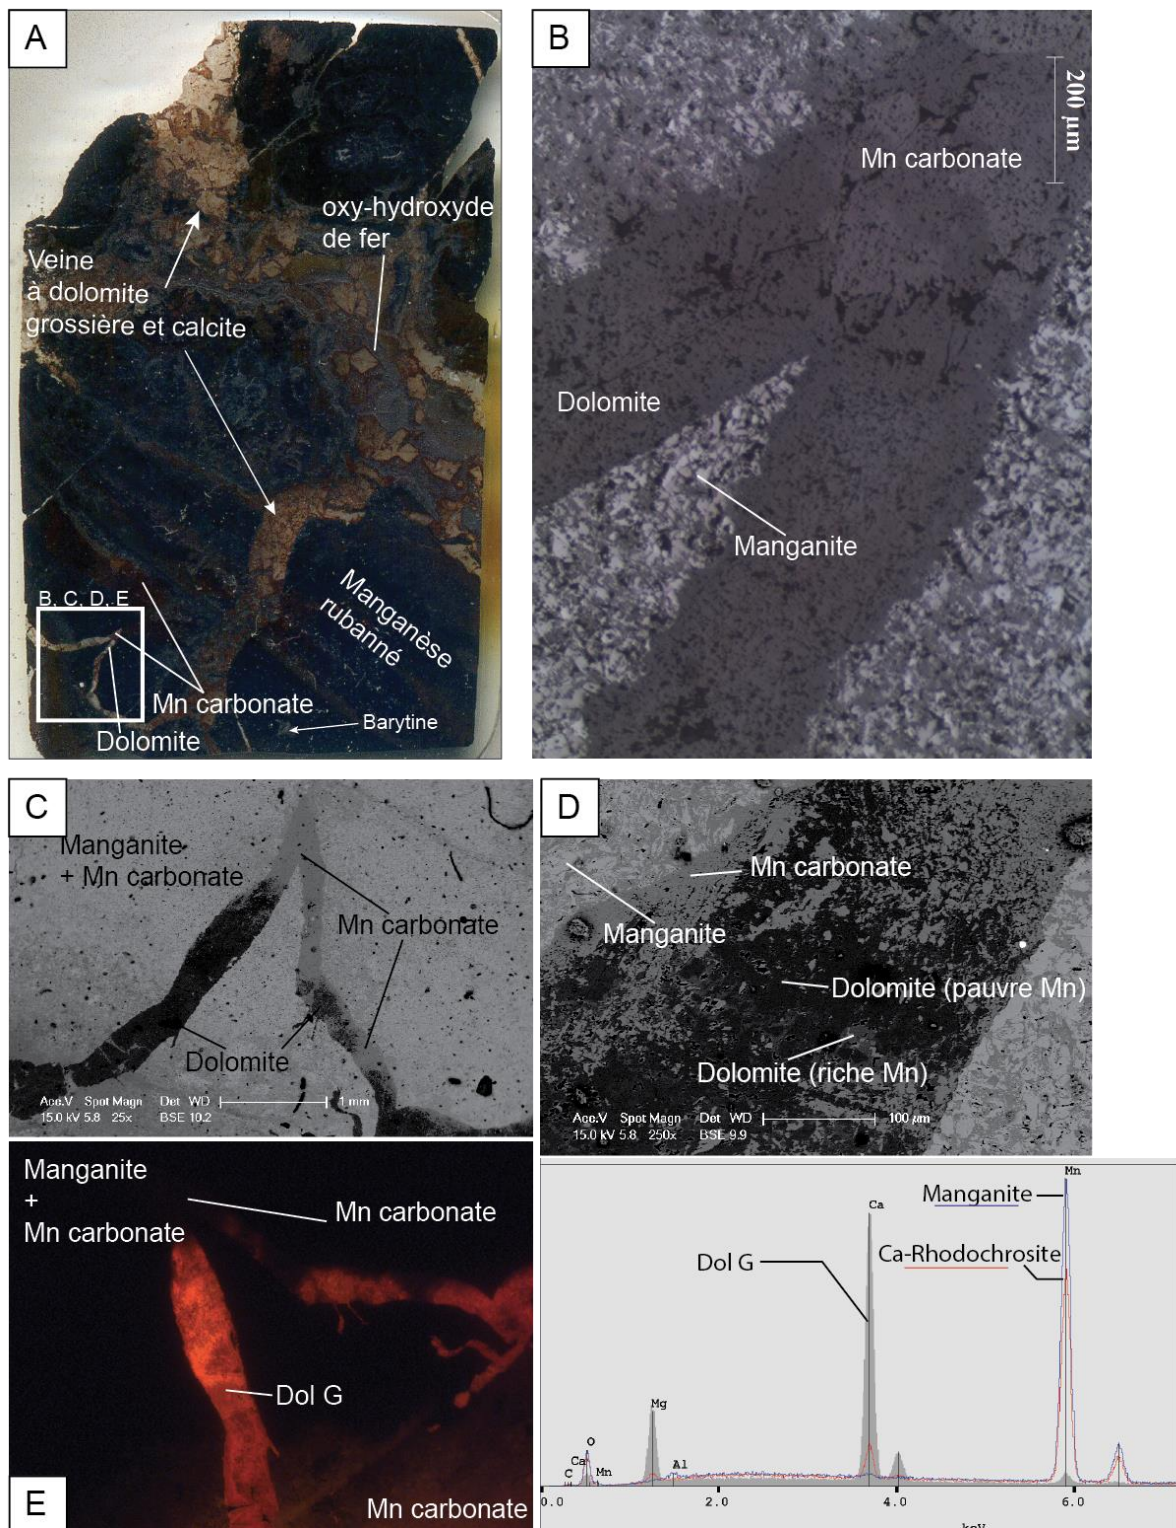 A
oxy-hydroxyde
de fer
Veine
à dolomite
grossière et calcite
Manganèse
rubanné
B, C, D, E
Mn carbonate
Dolomite
Barytine
B
200 µm
Mn carbonate
Dolomite
Manganite
C
Manganite
+ Mn carbonate
Mn carbonate
Dolomite
Acc.V Spot Magn Det WD
15.0 kV 5.8 25x BSE 10.2
1 mm
D
Mn carbonate
Manganite
Dolomite (pauvre Mn)
Dolomite (riche Mn)
Acc.V Spot Magn Det WD
15.0 kV 5.8 250x BSE 9.9
100 µm
Manganite
+
Mn carbonate
Mn carbonate
Dol G
E
Mn carbonate
Mn
Manganite
Ca
Ca-Rhodochrosite
Dol G
Mg
O
Ca
Al
C
Mn
0.0 2.0 4.0 6.0
keV